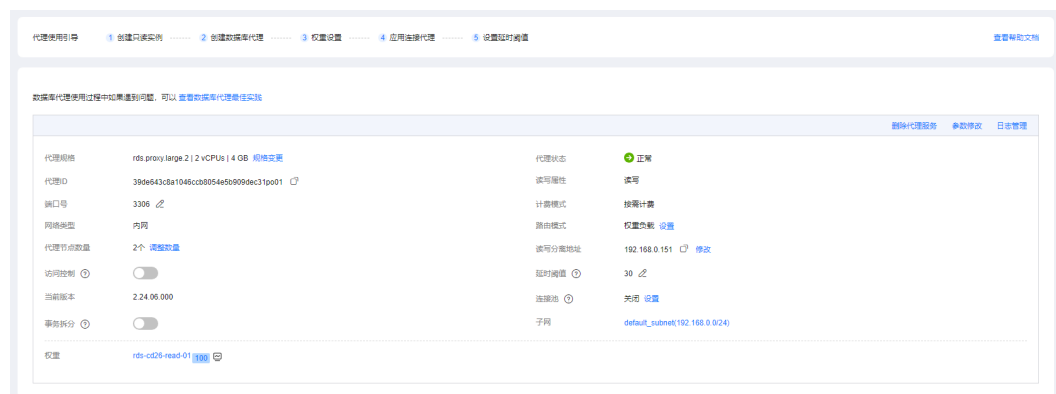 代理使用引导 1 创建只读实例 2 创建数据库代理 3 权重设置 4 应用连接代理 5 设置延时阈值 查看帮助文档
数据库代理使用过程中如果遇到问题，可以 查看数据库代理最佳实践
删除代理服务 参数修改 日志管理
代理规格 rds.proxy.large.2 | 2 vCPUs | 4 GB 规格变更 代理状态 正常
代理ID 39de643c8a1046ccb8054e5b909dec31po01 读写属性 读写
端口号 3306 计费模式 按需计费
网络类型 内网 路由模式 权重负载 设置
代理节点数量 2个 调整数量 读写分离地址 192.168.0.151 修改
访问控制 延时阈值 30
当前版本 2.24.06.000 连接池 关闭 设置
事务拆分 子网 default_subnet(192.168.0.0/24)
权重 rds-cd26-read-01 100